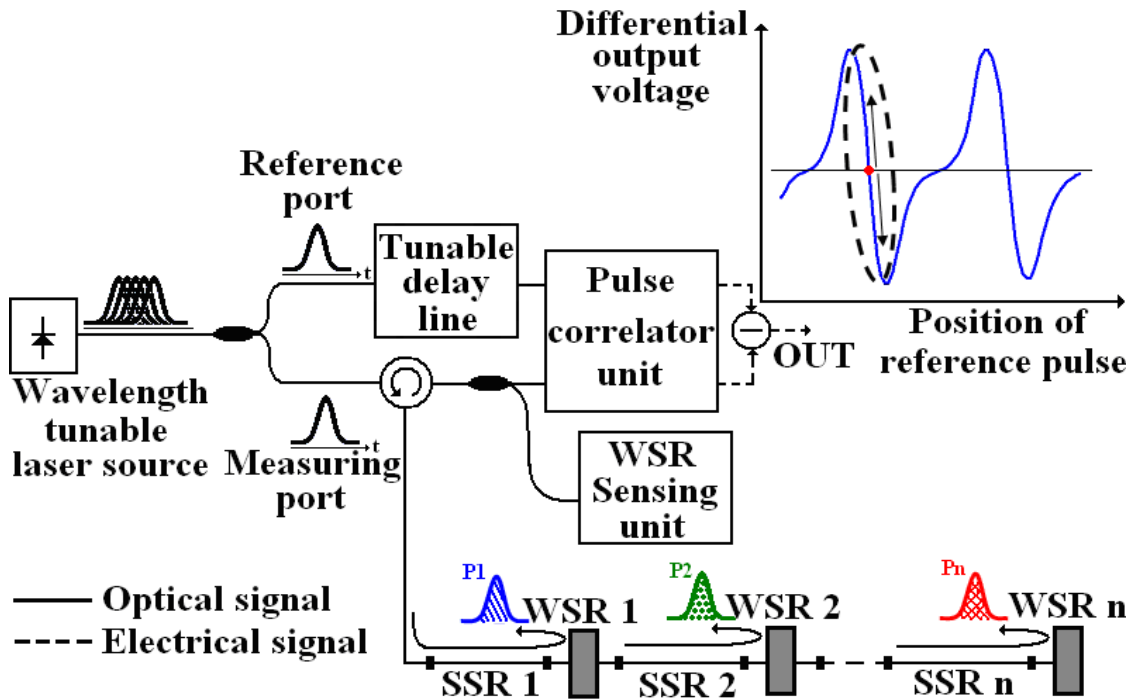 Differential
output
voltage
Position of
reference pulse
Reference
port
t
Tunable
delay
line
Pulse
correlator
unit
OUT
Wavelength
tunable
laser source
t
Measuring
port
WSR
Sensing
unit
Optical signal
Electrical signal
P1
WSR 1
P2
WSR 2
Pn
WSR n
SSR 1
SSR 2
SSR n